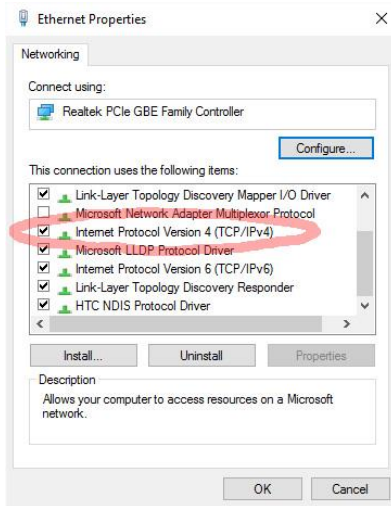 Ethernet Properties
Networking
Connect using:
Realtek PCIe GBE Family Controller
Configure...
This connection uses the following items:
Link-Layer Topology Discovery Mapper I/O Driver
Microsoft Network Adapter Multiplexor Protocol
Internet Protocol Version 4 (TCP/IPv4)
Microsoft LLDP Protocol Driver
Internet Protocol Version 6 (TCP/IPv6)
Link-Layer Topology Discovery Responder
HTC NDIS Protocol Driver
Install...
Uninstall
Properties
Description
Allows your computer to access resources on a Microsoft
network.
OK
Cancel